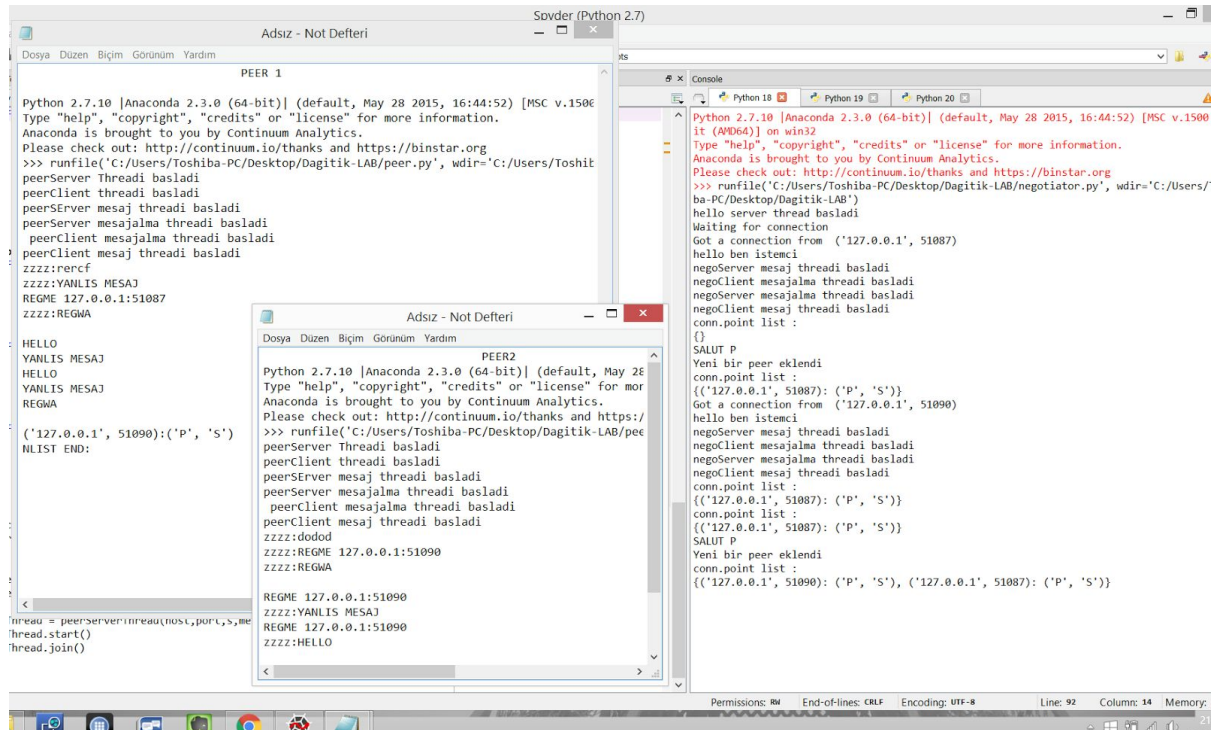 Spyder (Python 2.7)
Adsız - Not Defteri
Dosya Düzen Biçim Görünüm Yardım
PEER 1
Python 2.7.10 |Anaconda 2.3.0 (64-bit)| (default, May 28 2015, 16:44:52) [MSC v.1500
Type "help", "copyright", "credits" or "license" for more information.
Anaconda is brought to you by Continuum Analytics.
Please check out: http://continuum.io/thanks and https://binstar.org
>>> runfile('C:/Users/Toshiba-PC/Desktop/Dagitik-LAB/peer.py', wdir='C:/Users/Toshib
peerServer Threadi basladi
peerClient threadi basladi
peerSErver mesaj threadi basladi
peerServer mesajalma threadi basladi
peerClient mesajalma threadi basladi
peerClient mesaj threadi basladi
zzzz:rercf
zzzz:YANLIS MESAJ
REGME 127.0.0.1:51087
zzzz:REGWA
HELLO
YANLIS MESAJ
HELLO
YANLIS MESAJ
REGWA
('127.0.0.1', 51090):('P', 'S')
NLIST END:
Adsız - Not Defteri
Dosya Düzen Biçim Görünüm Yardım
PEER2
Python 2.7.10 |Anaconda 2.3.0 (64-bit)| (default, May 28
Type "help", "copyright", "credits" or "license" for mor
Anaconda is brought to you by Continuum Analytics.
Please check out: http://continuum.io/thanks and https:/
>>> runfile('C:/Users/Toshiba-PC/Desktop/Dagitik-LAB/pee
peerServer Threadi basladi
peerClient threadi basladi
peerSErver mesaj threadi basladi
peerServer mesajalma threadi basladi
peerClient mesajalma threadi basladi
peerClient mesaj threadi basladi
zzzz:dodod
zzzz:REGME 127.0.0.1:51090
zzzz:REGWA
REGME 127.0.0.1:51090
zzzz:YANLIS MESAJ
REGME 127.0.0.1:51090
zzzz:HELLO
hread = peerServerThread(host,port,s,me
hread.start()
hread.join()
Console
Python 18 Python 19 Python 20
Python 2.7.10 |Anaconda 2.3.0 (64-bit)| (default, May 28 2015, 16:44:52) [MSC v.1500
it (AMD64)] on win32
Type "help", "copyright", "credits" or "license" for more information.
Anaconda is brought to you by Continuum Analytics.
Please check out: http://continuum.io/thanks and https://binstar.org
>>> runfile('C:/Users/Toshiba-PC/Desktop/Dagitik-LAB/negotiator.py', wdir='C:/Users/
ba-PC/Desktop/Dagitik-LAB')
hello server thread basladi
Waiting for connection
Got a connection from ('127.0.0.1', 51087)
hello ben istemci
negoServer mesaj threadi basladi
negoClient mesajalma threadi basladi
negoServer mesajalma threadi basladi
negoClient mesaj threadi basladi
conn.point list :
{}
SALUT P
Yeni bir peer eklendi
conn.point list :
{('127.0.0.1', 51087): ('P', 'S')}
Got a connection from ('127.0.0.1', 51090)
hello ben istemci
negoServer mesaj threadi basladi
negoClient mesajalma threadi basladi
negoServer mesajalma threadi basladi
negoClient mesaj threadi basladi
conn.point list :
{('127.0.0.1', 51087): ('P', 'S')}
conn.point list :
{('127.0.0.1', 51087): ('P', 'S')}
SALUT P
Yeni bir peer eklendi
conn.point list :
{('127.0.0.1', 51090): ('P', 'S'), ('127.0.0.1', 51087): ('P', 'S')}
Permissions: RW End-of-lines: CRLF Encoding: UTF-8 Line: 92 Column: 14 Memory: